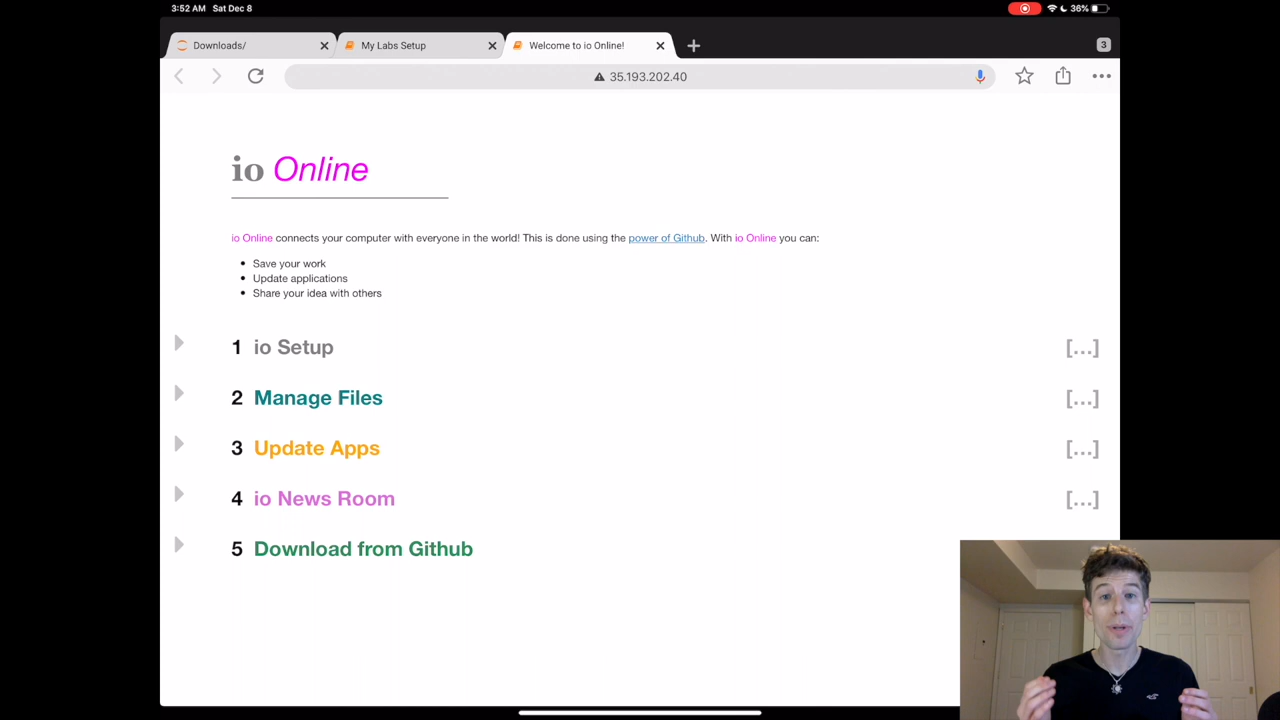 3:52 AM Sat Dec 8
36%
Downloads/
My Labs Setup
Welcome to io Online!
3
35.193.202.40
io Online
io Online connects your computer with everyone in the world! This is done using the power of Github. With io Online you can:
Save your work
Update applications
Share your idea with others
1 io Setup [...]
2 Manage Files [...]
3 Update Apps [...]
4 io News Room [...]
5 Download from Github